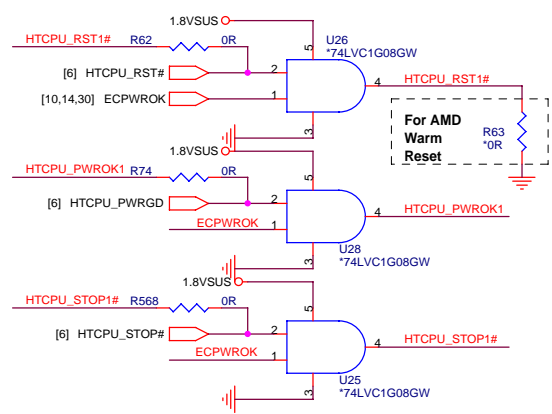 1.8VSUS
U26
*74LVC1G08GW
HTCPU_RST1# R62 0R
5
[6] HTCPU_RST# 2
4 HTCPU_RST1#
[10,14,30] ECPWROK 1
3
For AMD
Warm
Reset
R63
*0R
1.8VSUS
HTCPU_PWROK1 R74 0R
5
[6] HTCPU_PWRGD 2
4 HTCPU_PWROK1
ECPWROK 1
3
U28
*74LVC1G08GW
1.8VSUS
HTCPU_STOP1# R568 0R
5
[6] HTCPU_STOP# 2
4 HTCPU_STOP1#
ECPWROK 1
3
U25
*74LVC1G08GW